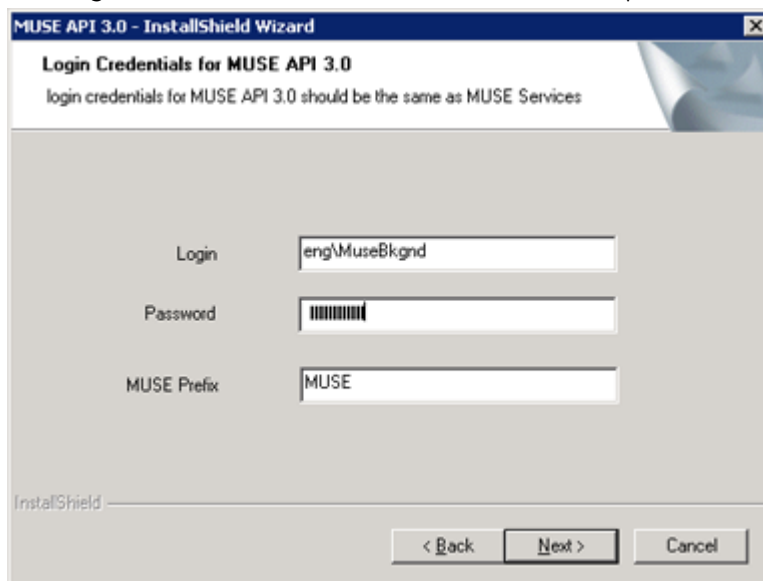 MUSE API 3.0 - InstallShield Wizard
Login Credentials for MUSE API 3.0
login credentials for MUSE API 3.0 should be the same as MUSE Services
Login
eng\MuseBkgnd
Password
MUSE Prefix
MUSE
InstallShield
< Back
Next >
Cancel